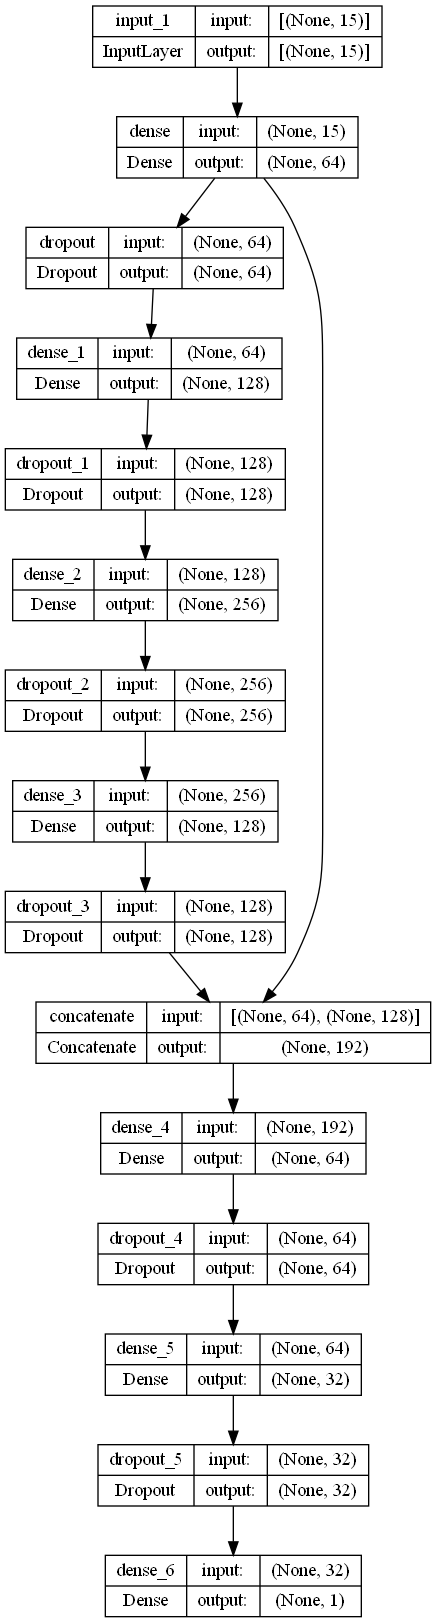 input_1 input: [(None, 15)]
InputLayer output: [(None, 15)]
dense input: (None, 15)
Dense output: (None, 64)
dropout input: (None, 64)
Dropout output: (None, 64)
dense_1 input: (None, 64)
Dense output: (None, 128)
dropout_1 input: (None, 128)
Dropout output: (None, 128)
dense_2 input: (None, 128)
Dense output: (None, 256)
dropout_2 input: (None, 256)
Dropout output: (None, 256)
dense_3 input: (None, 256)
Dense output: (None, 128)
dropout_3 input: (None, 128)
Dropout output: (None, 128)
concatenate input: [(None, 64), (None, 128)]
Concatenate output: (None, 192)
dense_4 input: (None, 192)
Dense output: (None, 64)
dropout_4 input: (None, 64)
Dropout output: (None, 64)
dense_5 input: (None, 64)
Dense output: (None, 32)
dropout_5 input: (None, 32)
Dropout output: (None, 32)
dense_6 input: (None, 32)
Dense output: (None, 1)